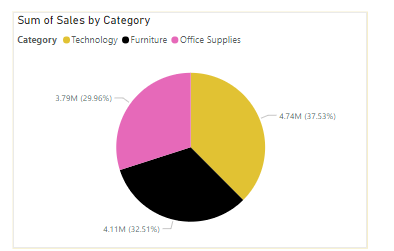 Sum of Sales by Category
Category Technology Furniture Office Supplies
3.79M (29.96%)
4.74M (37.53%)
4.11M (32.51%)